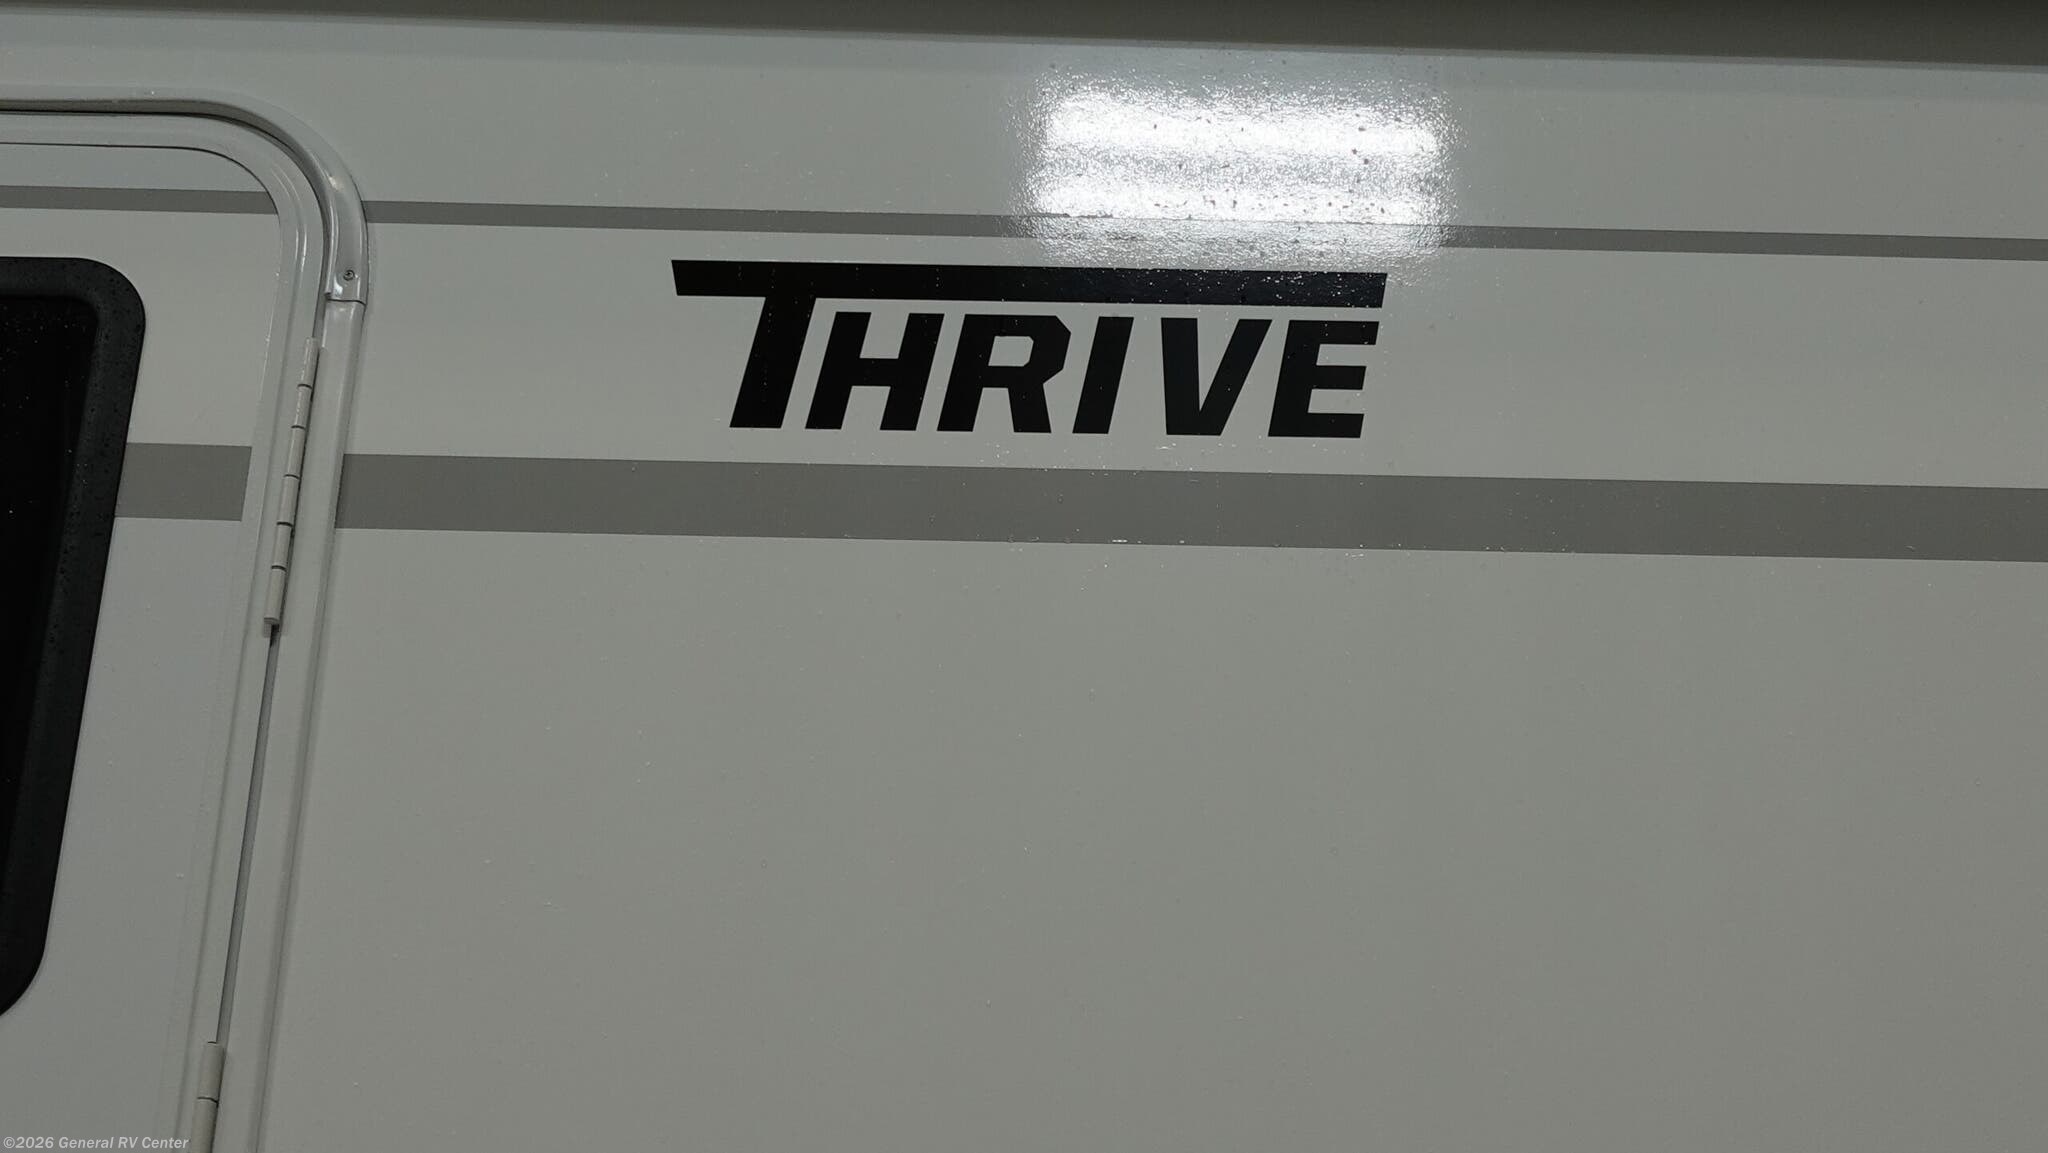 THRIVE
©2026 General RV Center